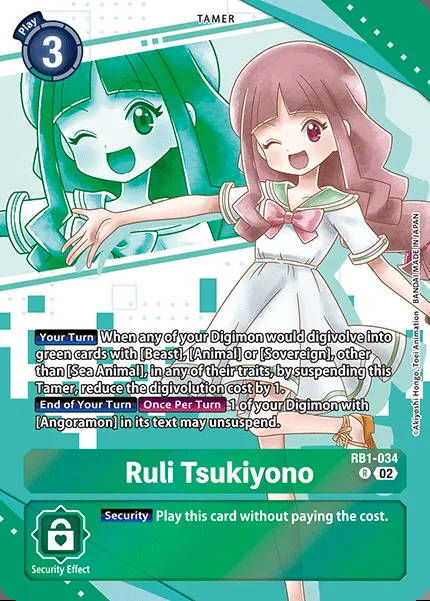 TAMER
Play
3
Your Turn When any of your Digimon would digivolve into
green cards with [Beast], [Animal] or [Sovereign], other
than [Sea Animal], in any of their traits, by suspending this
Tamer, reduce the digivolution cost by 1.
End of Your Turn Once Per Turn 1 of your Digimon with
[Angoramon] in its text may unsuspend.
©Akiyoshi Hongo, Toei Animation, BANDAI MADE IN JAPAN
RB1-034
R 02
Ruli Tsukiyono
Security Play this card without paying the cost.
Security Effect